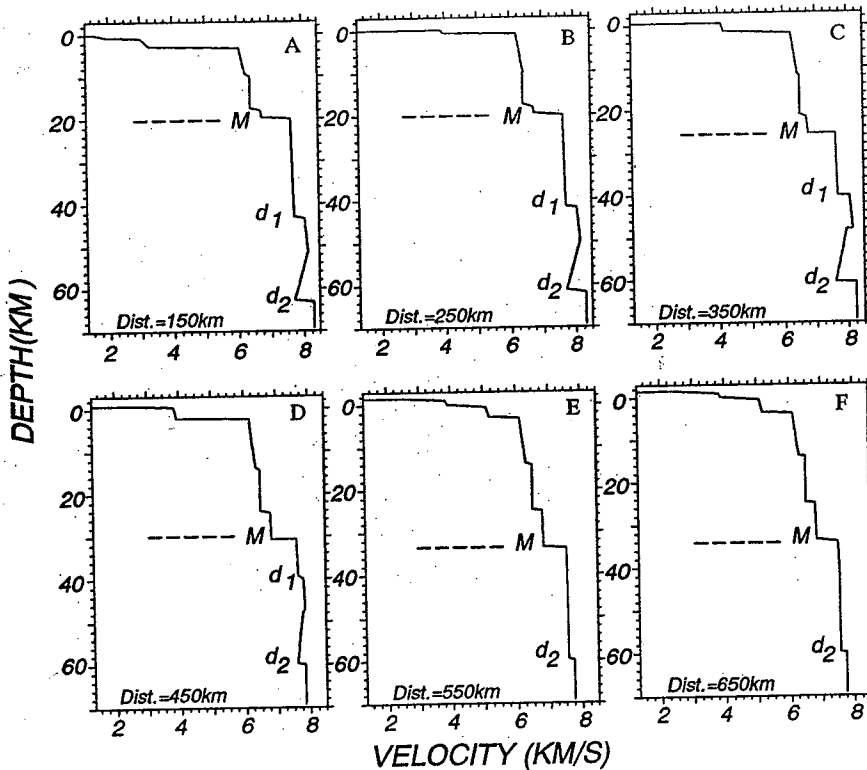 A
B
C
0
20
40
60
M
d1
d2
Dist.=150km
2 4 6 8
0
20
40
60
M
d1
d2
Dist.=250km
2 4 6 8
0
20
40
60
M
d1
d2
Dist.=350km
2 4 6 8
DEPTH(KM)
D
E
F
0
20
40
60
M
d1
d2
Dist.=450km
2 4 6 8
0
20
40
60
M
d2
Dist.=550km
2 4 6 8
0
20
40
60
M
d2
Dist.=650km
2 4 6 8
VELOCITY (KM/S)